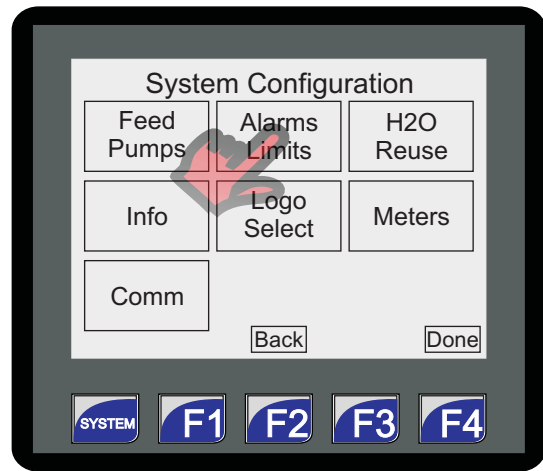 System Configuration
Feed
Pumps
Alarms
Limits
H2O
Reuse
Info
Logo
Select
Meters
Comm
Back
Done
SYSTEM
F1
F2
F3
F4